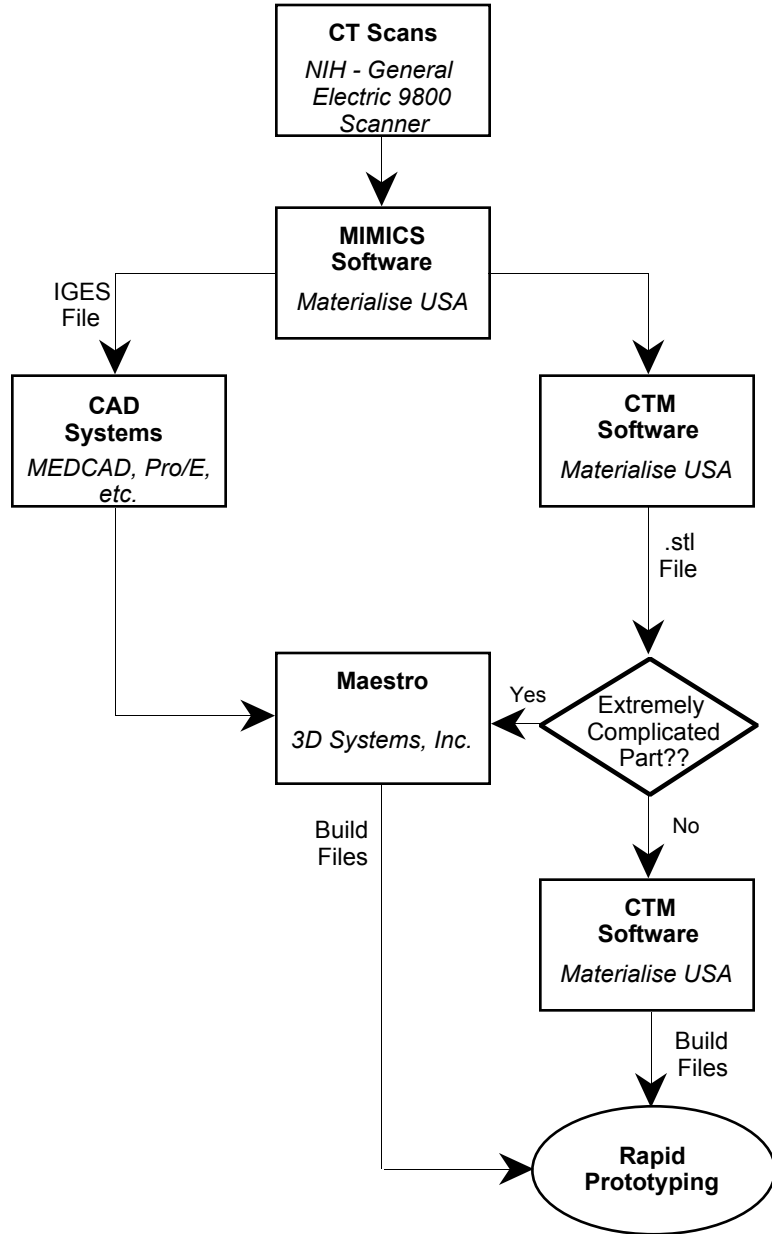 CT Scans
NIH - General
Electric 9800
Scanner
MIMICS
Software
Materialise USA
IGES
File
CAD
Systems
MEDCAD, Pro/E,
etc.
CTM
Software
Materialise USA
.stl
File
Maestro
3D Systems, Inc.
Yes
Extremely
Complicated
Part??
No
Build
Files
CTM
Software
Materialise USA
Build
Files
Rapid
Prototyping